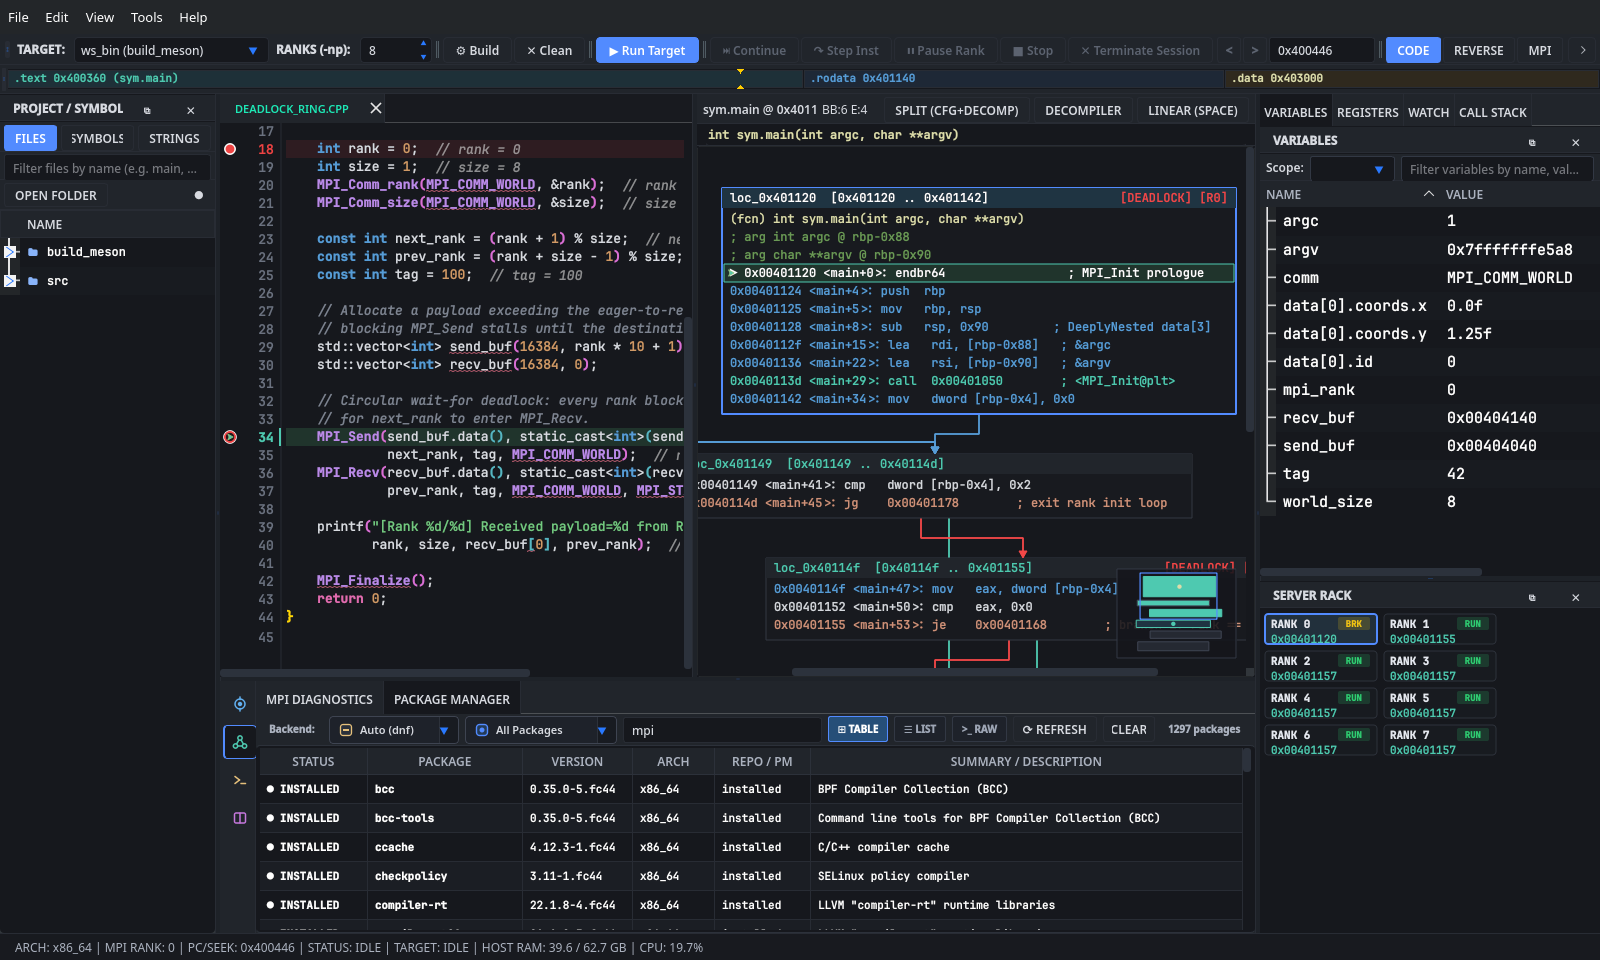 File Edit View Tools Help
TARGET: ws_bin (build_meson) RANKS (-np): 8 Build Clean Run Target Continue Step Inst Pause Rank Stop Terminate Session < > 0x400446 CODE REVERSE MPI
.text 0x400360 (sym.main) .rodata 0x401140 .data 0x403000
PROJECT / SYMBOL
FILES SYMBOLS STRINGS
Filter files by name (e.g. main, ...
OPEN FOLDER
NAME
build_meson
src
DEADLOCK_RING.CPP
17
18 int rank = 0; // rank = 0
19 int size = 1; // size = 8
20 MPI_Comm_rank(MPI_COMM_WORLD, &rank); // rank
21 MPI_Comm_size(MPI_COMM_WORLD, &size); // size
22
23 const int next_rank = (rank + 1) % size; // ne
24 const int prev_rank = (rank + size - 1) % size;
25 const int tag = 100; // tag = 100
26
27 // Allocate a payload exceeding the eager-to-re
28 // blocking MPI_Send stalls until the destinati
29 std::vector<int> send_buf(16384, rank * 10 + 1)
30 std::vector<int> recv_buf(16384, 0);
31
32 // Circular wait-for deadlock: every rank block
33 // for next_rank to enter MPI_Recv.
34 MPI_Send(send_buf.data(), static_cast<int>(send
35 next_rank, tag, MPI_COMM_WORLD); //
36 MPI_Recv(recv_buf.data(), static_cast<int>(recv
37 prev_rank, tag, MPI_COMM_WORLD, MPI_ST
38
39 printf("[Rank %d/%d] Received payload=%d from R
40 rank, size, recv_buf[0], prev_rank); //
41
42 MPI_Finalize();
43 return 0;
44 }
45
sym.main @ 0x4011 BB:6 E:4 SPLIT (CFG+DECOMP) DECOMPILER LINEAR (SPACE)
int sym.main(int argc, char **argv)
loc_0x401120 [0x401120 .. 0x401142] [DEADLOCK] [R0]
(fcn) int sym.main(int argc, char **argv)
; arg int argc @ rbp-0x88
; arg char **argv @ rbp-0x90
0x00401120 <main+0>: endbr64 ; MPI_Init prologue
0x00401124 <main+4>: push rbp
0x00401125 <main+5>: mov rbp, rsp
0x00401128 <main+8>: sub rsp, 0x90 ; DeeplyNested data[3]
0x0040112f <main+15>: lea rdi, [rbp-0x88] ; &argc
0x00401136 <main+22>: lea rsi, [rbp-0x90] ; &argv
0x0040113d <main+29>: call 0x00401050 ; <MPI_Init@plt>
0x00401142 <main+34>: mov dword [rbp-0x4], 0x0
oc_0x401149 [0x401149 .. 0x40114d]
x00401149 <main+41>: cmp dword [rbp-0x4], 0x2
x0040114d <main+45>: jg 0x00401178 ; exit rank init loop
loc_0x40114f [0x40114f .. 0x401155] [DEADLOCK]
0x0040114f <main+47>: mov eax, dword [rbp-0x4]
0x00401152 <main+50>: cmp eax, 0x0
0x00401155 <main+53>: je 0x00401168 ;
VARIABLES REGISTERS WATCH CALL STACK
VARIABLES
Scope: Filter variables by name, val...
NAME VALUE
argc 1
argv 0x7fffffffe5a8
comm MPI_COMM_WORLD
data[0].coords.x 0.0f
data[0].coords.y 1.25f
data[0].id 0
mpi_rank 0
recv_buf 0x00404140
send_buf 0x00404040
tag 42
world_size 8
SERVER RACK
RANK 0 BRK RANK 1 RUN
0x00401120 0x00401155
RANK 2 RUN RANK 3 RUN
0x00401157 0x00401157
RANK 4 RUN RANK 5 RUN
0x00401157 0x00401157
RANK 6 RUN RANK 7 RUN
0x00401157 0x00401157
MPI DIAGNOSTICS PACKAGE MANAGER
Backend: Auto (dnf) All Packages mpi TABLE LIST >_ RAW REFRESH CLEAR 1297 packages
STATUS PACKAGE VERSION ARCH REPO / PM SUMMARY / DESCRIPTION
INSTALLED bcc 0.35.0-5.fc44 x86_64 installed BPF Compiler Collection (BCC)
INSTALLED bcc-tools 0.35.0-5.fc44 x86_64 installed Command line tools for BPF Compiler Collection (BCC)
INSTALLED ccache 4.12.3-1.fc44 x86_64 installed C/C++ compiler cache
INSTALLED checkpolicy 3.11-1.fc44 x86_64 installed SELinux policy compiler
INSTALLED compiler-rt 22.1.8-4.fc44 x86_64 installed LLVM "compiler-rt" runtime libraries
ARCH: x86_64 | MPI RANK: 0 | PC/SEEK: 0x400446 | STATUS: IDLE | TARGET: IDLE | HOST RAM: 39.6 / 62.7 GB | CPU: 19.7%